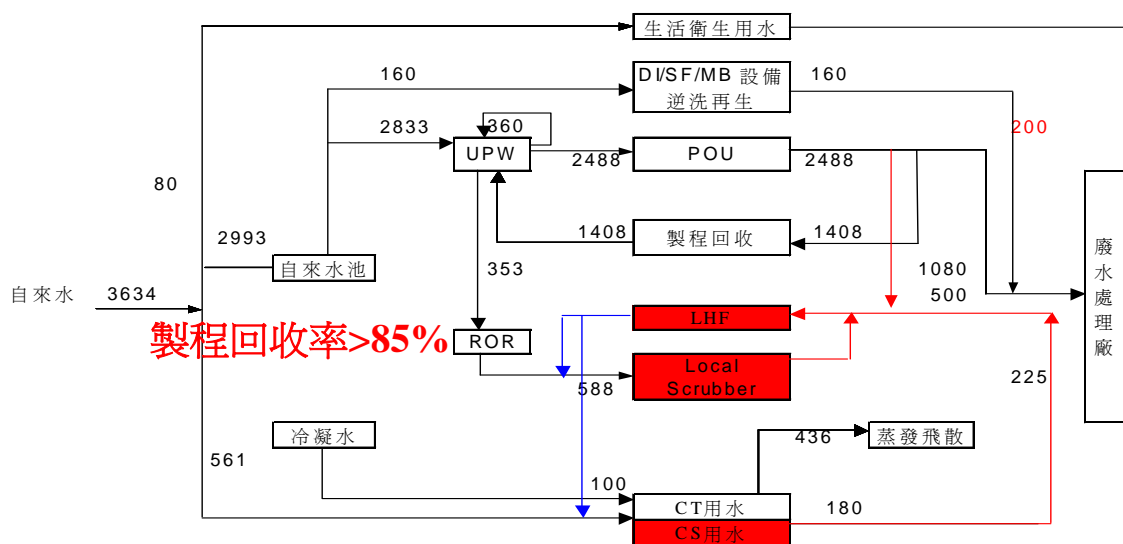 生活衛生用水
160
DI/SF/MB 設備
逆洗再生
160
200
2833
360
UPW
2488
POU
2488
80
2993
1408
製程回收
1408
自來水池
353
1080
500
廢水處理廠
自來水
3634
製程回收率>85%
LHF
ROR
Local
Scrubber
588
225
冷凝水
436
蒸發飛散
561
100
CT用水
180
CS用水